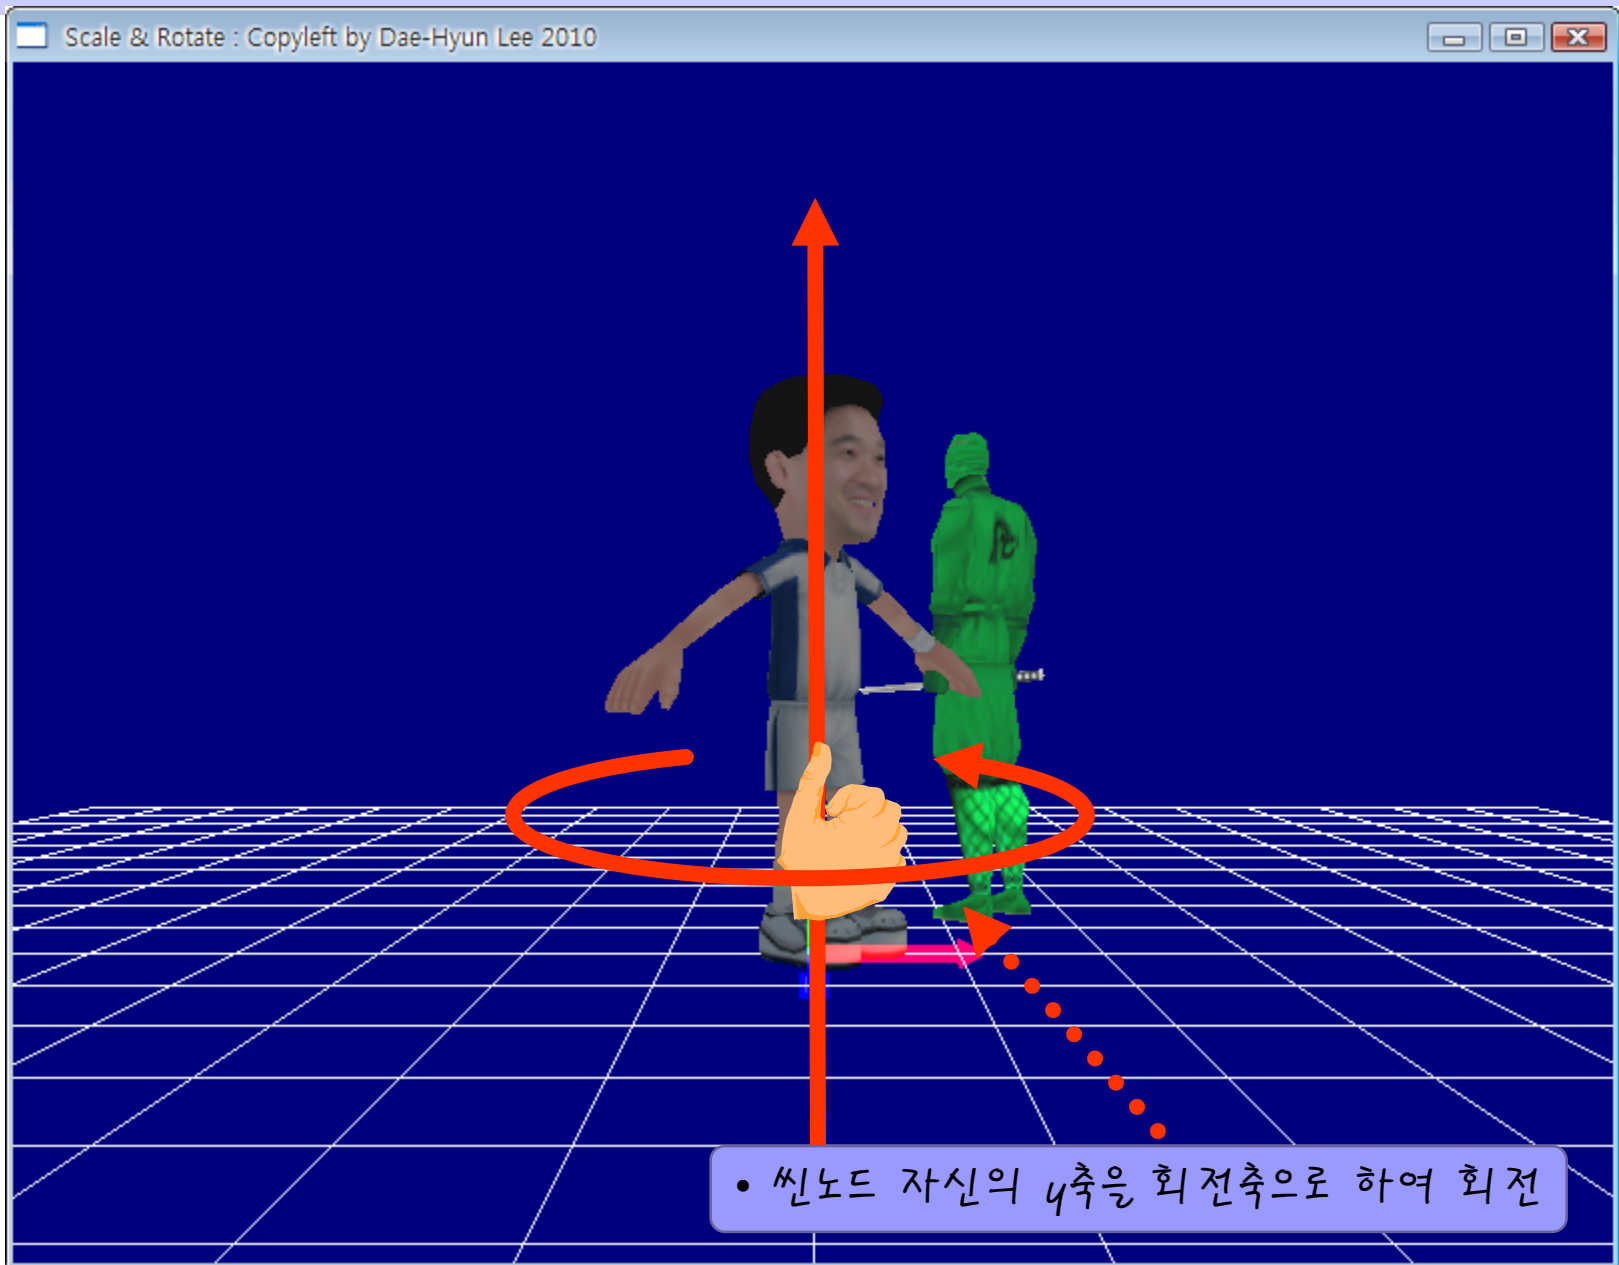 Scale & Rotate : Copyleft by Dae-Hyun Lee 2010
• 씬노드 자신의 y축을 회전축으로 하여 회전